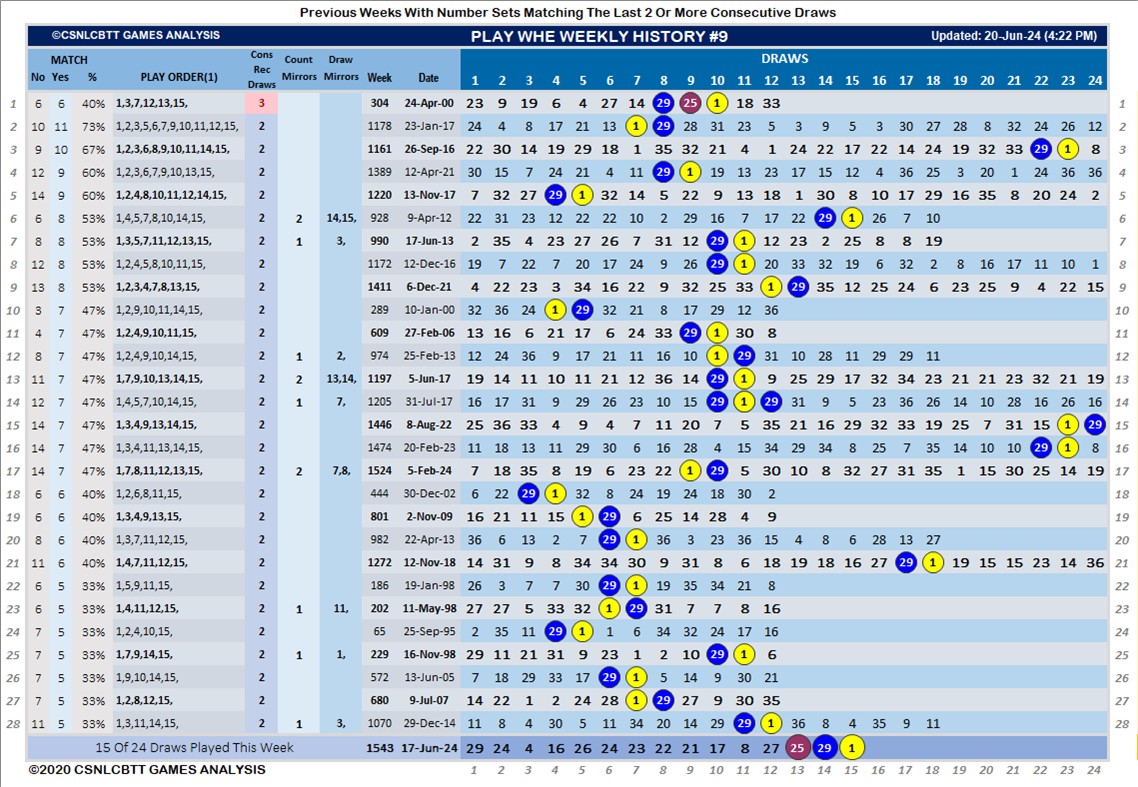 Previous Weeks With Number Sets Matching The Last 2 Or More Consecutive Draws
©CSNLCBTT GAMES ANALYSIS PLAY WHE WEEKLY HISTORY #9 Updated: 20-Jun-24 (4:22 PM)
MATCH Cons Count Draw DRAWS
No Yes % PLAY ORDER(1) Rec Draws Mirrors Mirrors Week Date 1 2 3 4 5 6 7 8 9 10 11 12 13 14 15 16 17 18 19 20 21 22 23 24
1 6 6 40% 1,3,7,12,13,15, 3 304 24-Apr-00 23 9 19 6 4 27 14 8 29 25 1 18 33 1
2 10 11 73% 1,2,3,5,6,7,9,10,11,12,15, 2 1178 23-Jan-17 24 4 8 17 21 13 1 29 28 31 23 5 3 9 5 3 30 27 28 8 32 24 26 12 2
3 9 10 67% 1,2,3,6,8,9,10,11,14,15, 2 1161 26-Sep-16 22 30 14 19 29 18 1 35 32 21 4 1 24 22 17 22 14 24 19 32 33 29 1 8 3
4 12 9 60% 1,2,3,6,7,9,10,13,15, 2 1389 12-Apr-21 30 15 7 24 21 4 11 29 1 19 13 23 17 15 12 4 36 25 3 20 1 24 36 36 4
5 14 9 60% 1,2,4,8,10,11,12,14,15, 2 1220 13-Nov-17 7 32 27 29 1 32 14 5 22 9 13 18 1 30 8 10 17 29 16 35 8 20 24 2 5
6 6 8 53% 1,4,5,7,8,10,14,15, 2 2 14,15, 928 9-Apr-12 22 31 23 12 22 22 10 2 29 16 7 17 22 29 1 26 7 10 6
7 8 8 53% 1,3,5,7,11,12,13,15, 2 1 3, 990 17-Jun-13 2 35 4 23 27 26 7 31 12 29 1 12 23 2 25 8 8 19 7
8 12 8 53% 1,2,4,5,8,10,11,15, 2 1172 12-Dec-16 19 7 22 7 20 17 24 9 26 29 1 20 33 32 19 6 32 2 8 16 17 11 10 1 8
9 13 8 53% 1,2,3,4,7,8,13,15, 2 1411 6-Dec-21 4 22 23 3 34 16 22 9 32 25 33 1 29 35 12 25 24 6 23 25 9 4 22 15 9
10 3 7 47% 1,2,9,10,11,14,15, 2 289 10-Jan-00 32 36 24 1 29 32 21 8 17 29 12 36 10
11 4 7 47% 1,2,4,9,10,11,15, 2 609 27-Feb-06 13 16 6 21 17 6 24 33 29 1 30 8 11
12 8 7 47% 1,2,4,9,10,14,15, 2 1 2, 974 25-Feb-13 12 24 36 9 17 21 11 16 10 1 29 31 10 28 11 29 29 11 12
13 11 7 47% 1,7,9,10,13,14,15, 2 2 13,14, 1197 5-Jun-17 19 14 11 10 11 21 12 36 14 29 1 9 25 29 17 32 34 23 21 21 23 32 21 19 13
14 12 7 47% 1,4,5,7,10,14,15, 2 1 7, 1205 31-Jul-17 16 17 31 9 29 26 23 10 15 29 1 29 31 9 5 23 36 26 14 10 28 16 26 16 14
15 14 7 47% 1,3,4,9,13,14,15, 2 1446 8-Aug-22 25 36 33 4 9 4 7 11 20 7 5 35 21 16 29 32 33 19 25 7 31 15 1 29 15
16 14 7 47% 1,3,4,11,13,14,15, 2 1474 20-Feb-23 11 18 13 11 29 30 6 16 28 4 15 34 29 34 8 25 7 35 14 10 10 29 1 8 16
17 14 7 47% 1,7,8,11,12,13,15, 2 2 7,8, 1524 5-Feb-24 7 18 35 8 19 6 23 22 1 29 5 30 10 8 32 27 31 35 1 15 30 25 14 19 17
18 6 6 40% 1,2,6,8,11,15, 2 444 30-Dec-02 6 22 29 1 32 8 24 19 24 18 30 2 18
19 6 6 40% 1,3,4,9,13,15, 2 801 2-Nov-09 16 21 11 15 1 29 6 25 14 28 4 9 19
20 8 6 40% 1,3,7,11,12,15, 2 982 22-Apr-13 36 6 13 2 7 29 1 36 3 23 36 15 4 8 6 28 13 27 20
21 11 6 40% 1,4,7,11,12,15, 2 1272 12-Nov-18 14 31 9 8 34 34 30 9 31 8 6 18 19 18 16 27 29 1 19 15 15 23 14 36 21
22 6 5 33% 1,5,9,11,15, 2 186 19-Jan-98 26 3 7 7 30 29 1 19 35 34 21 8 22
23 6 5 33% 1,4,11,12,15, 2 1 11, 202 11-May-98 27 27 5 33 32 1 29 31 7 7 8 16 23
24 7 5 33% 1,2,4,10,15, 2 65 25-Sep-95 2 35 11 29 1 1 6 34 32 24 17 16 24
25 7 5 33% 1,7,9,14,15, 2 1 1, 229 16-Nov-98 29 11 21 31 9 23 1 2 10 29 1 6 25
26 7 5 33% 1,9,10,14,15, 2 572 13-Jun-05 7 18 29 33 17 29 1 5 14 9 30 21 26
27 7 5 33% 1,2,8,12,15, 2 680 9-Jul-07 14 22 1 2 24 28 1 29 27 9 30 35 27
28 11 5 33% 1,3,11,14,15, 2 1 3, 1070 29-Dec-14 11 8 4 30 5 11 34 20 14 29 29 1 36 8 4 35 9 11 28
15 Of 24 Draws Played This Week 1543 17-Jun-24 29 24 4 16 26 24 23 22 21 17 8 27 25 29 1
©2020 CSNLCBTT GAMES ANALYSIS 1 2 3 4 5 6 7 8 9 10 11 12 13 14 15 16 17 18 19 20 21 22 23 24